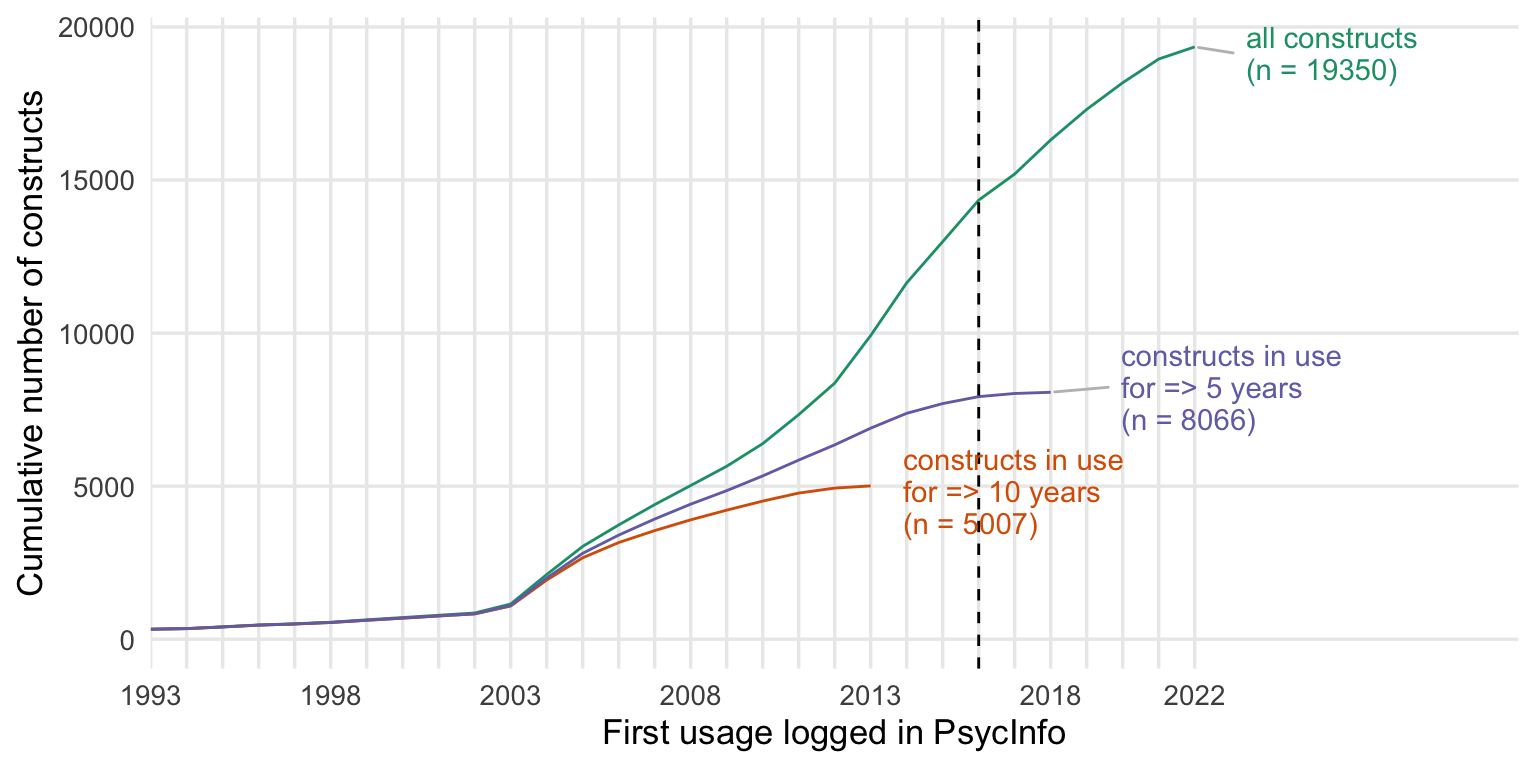 20000
15000
10000
5000
0
Cumulative number of constructs
all constructs
(n = 19350)
constructs in use
for => 5 years
(n = 8066)
constructs in use
for => 10 years
(n = 5007)
1993
1998
2003
2008
2013
2018
2022
First usage logged in PsycInfo